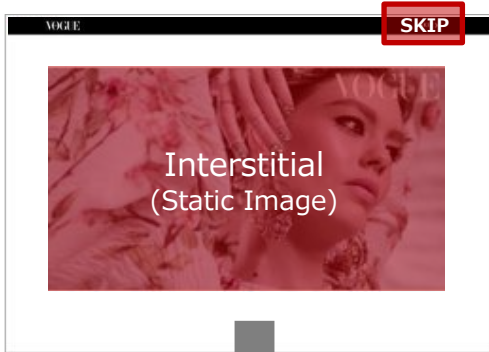 VOGUE
SKIP
VOGUE
Interstitial
(Static Image)